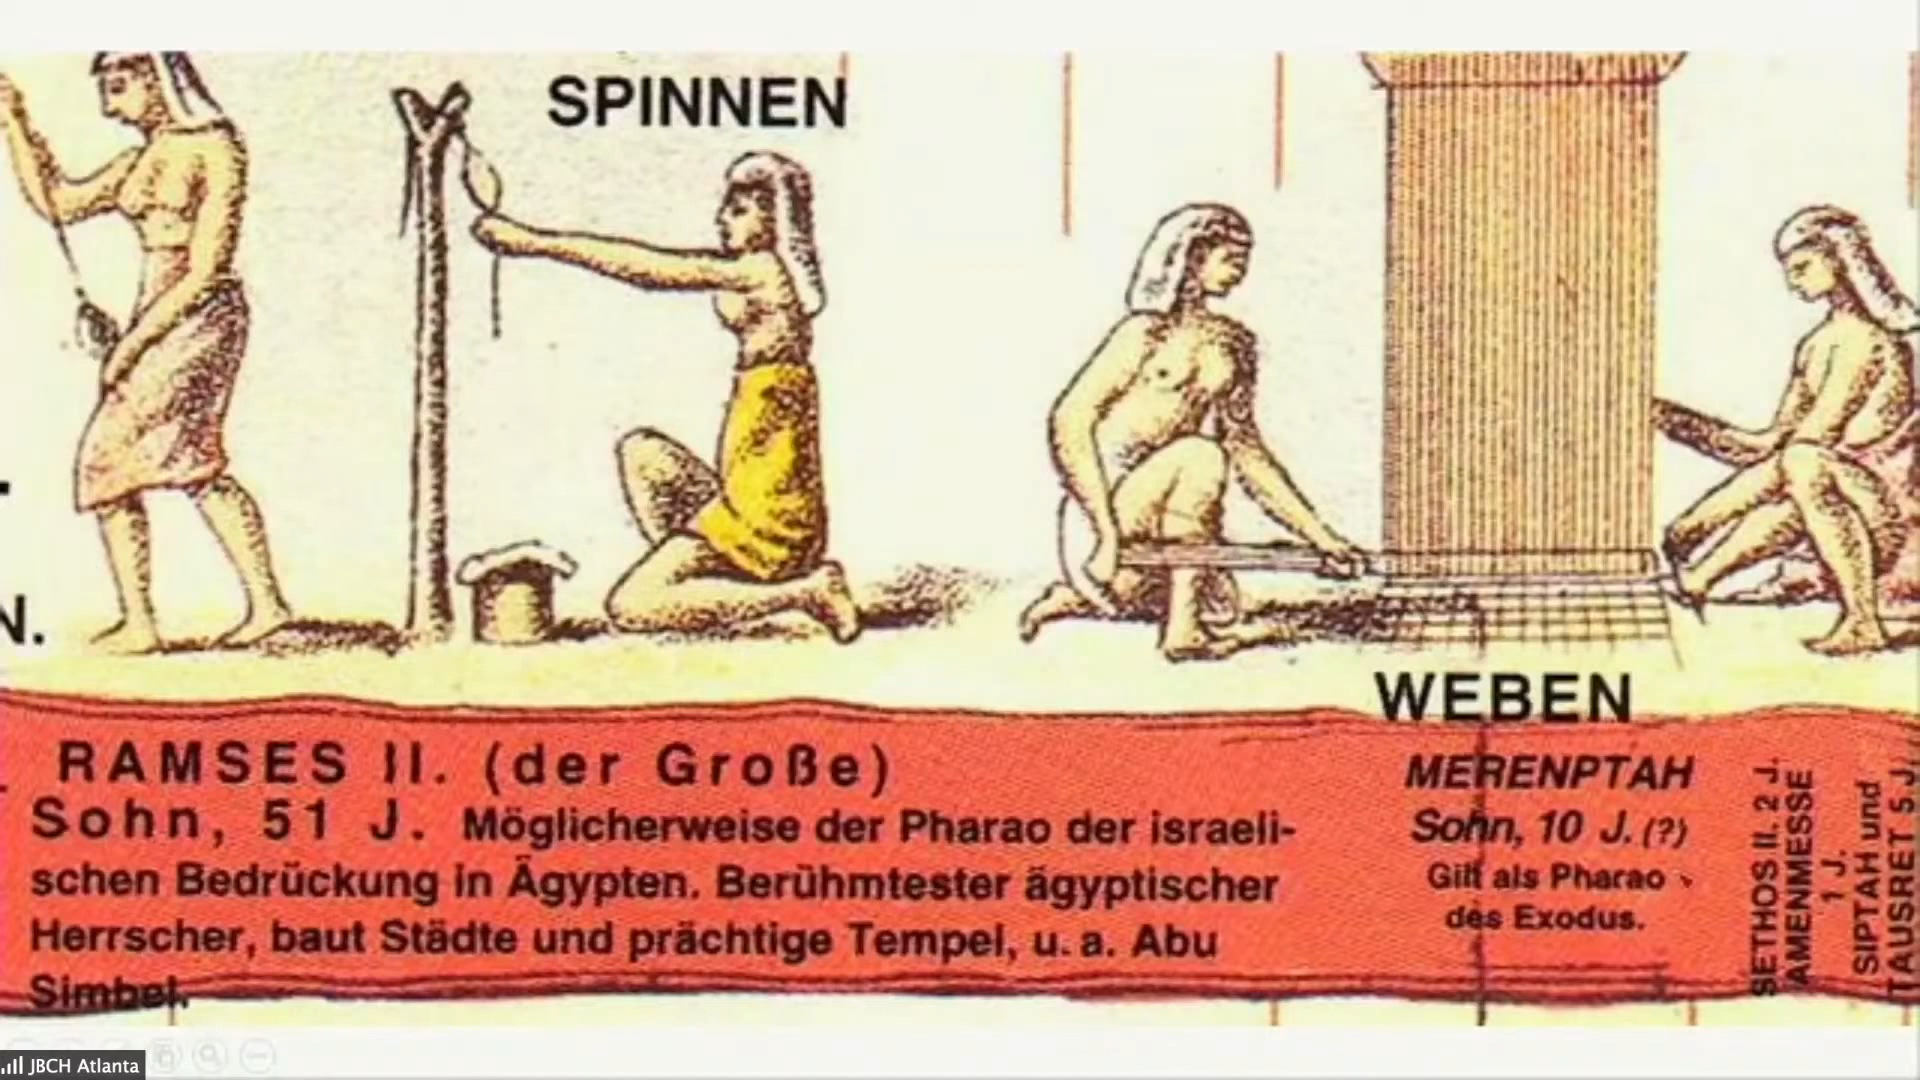 SPINNEN
N.
WEBEN
RAMSES II. (der Große)
Sohn, 51 J. Möglicherweise der Pharao der israeli-
schen Bedrückung in Ägypten. Berühmtester ägyptischer
Herrscher, baut Städte und prächtige Tempel, u. a. Abu
Simbel.
MERENPTAH
Sohn, 10 J. (?)
Gilt als Pharao
des Exodus.
SETHOS II. 2 J.
AMENMESSE
1 J.
SIPTAH und
TAUSRET 5 J.
JBCH Atlanta